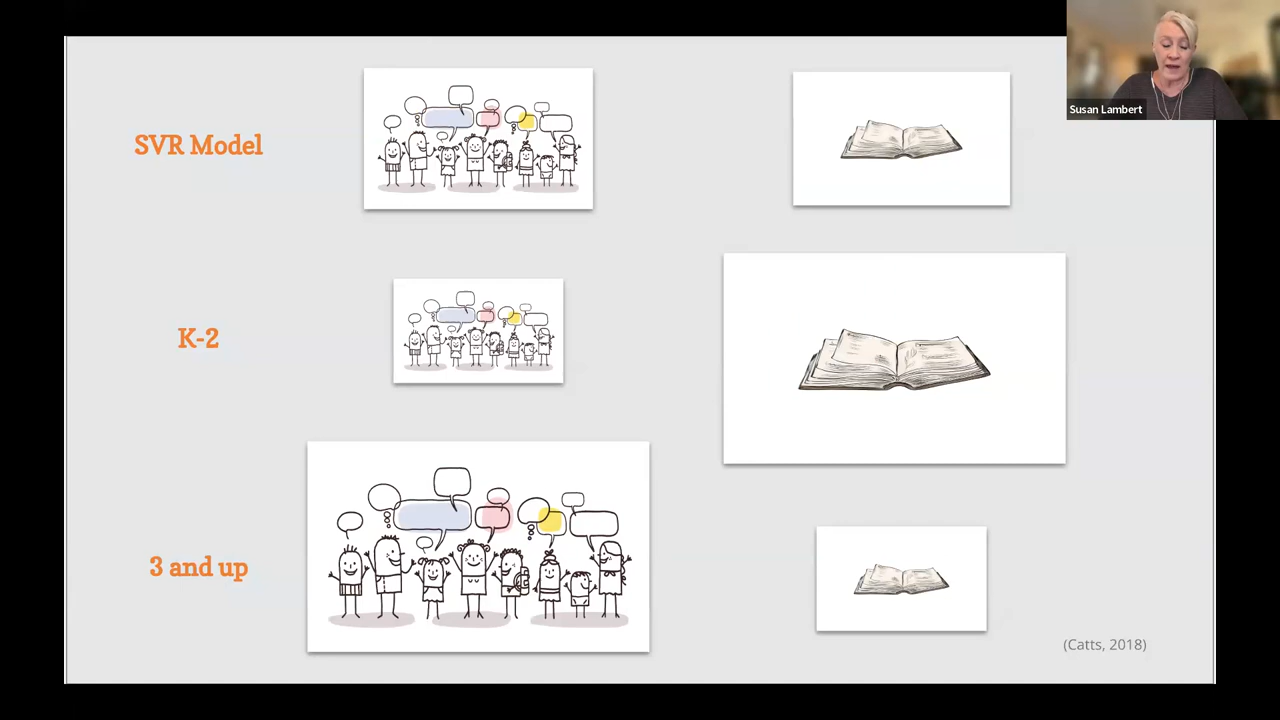 Susan Lambert
SVR Model
K-2
3 and up
(Catts, 2018)